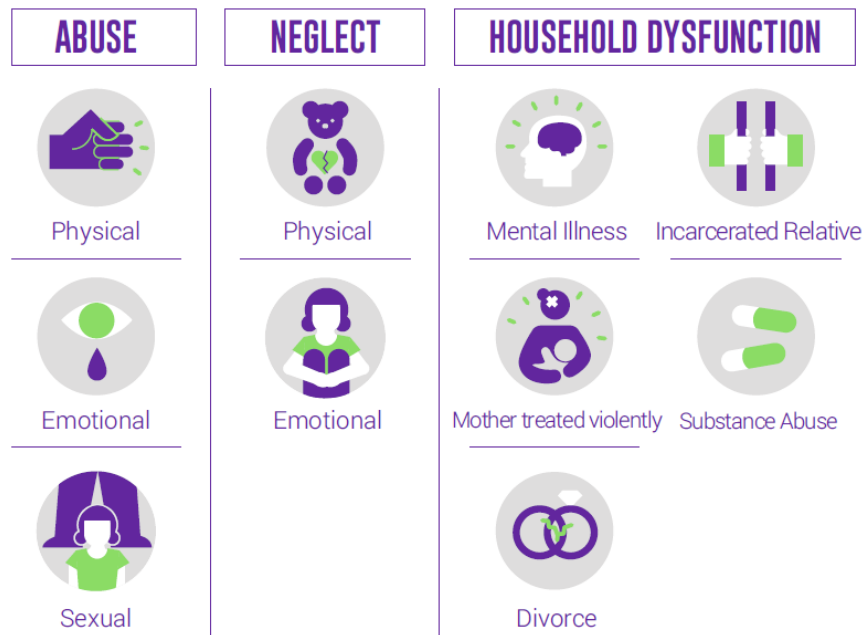 ABUSE
NEGLECT
HOUSEHOLD DYSFUNCTION
Physical
Physical
Mental Illness
Incarcerated Relative
Emotional
Emotional
Mother treated violently
Substance Abuse
Sexual
Divorce